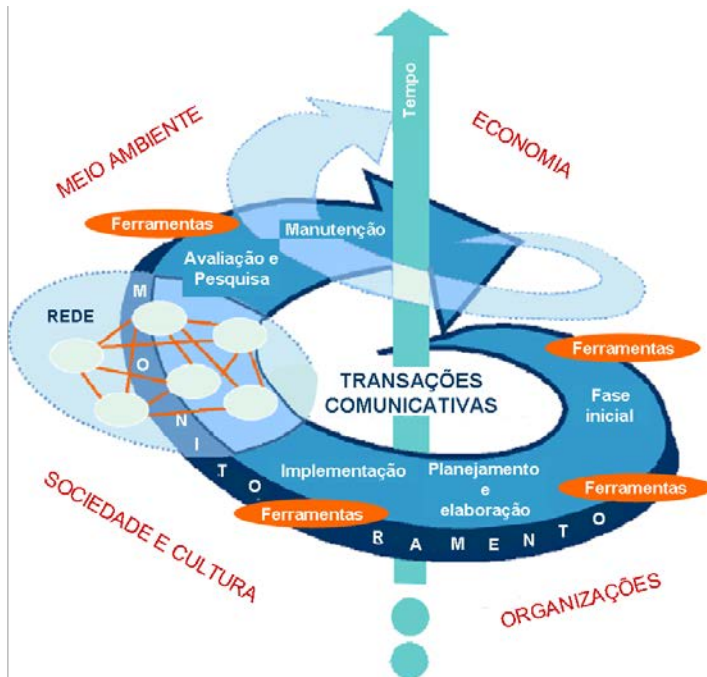 Tempo
MEIO AMBIENTE
ECONOMIA
Ferramentas
Manutenção
Avaliação e
Pesquisa
REDE
MONITORAMENTO
TRANSAÇÕES
COMUNICATIVAS
Ferramentas
Fase
inicial
Implementação
Planejamento
e
elaboração
Ferramentas
Ferramentas
SOCIEDADE E CULTURA
ORGANIZAÇÕES